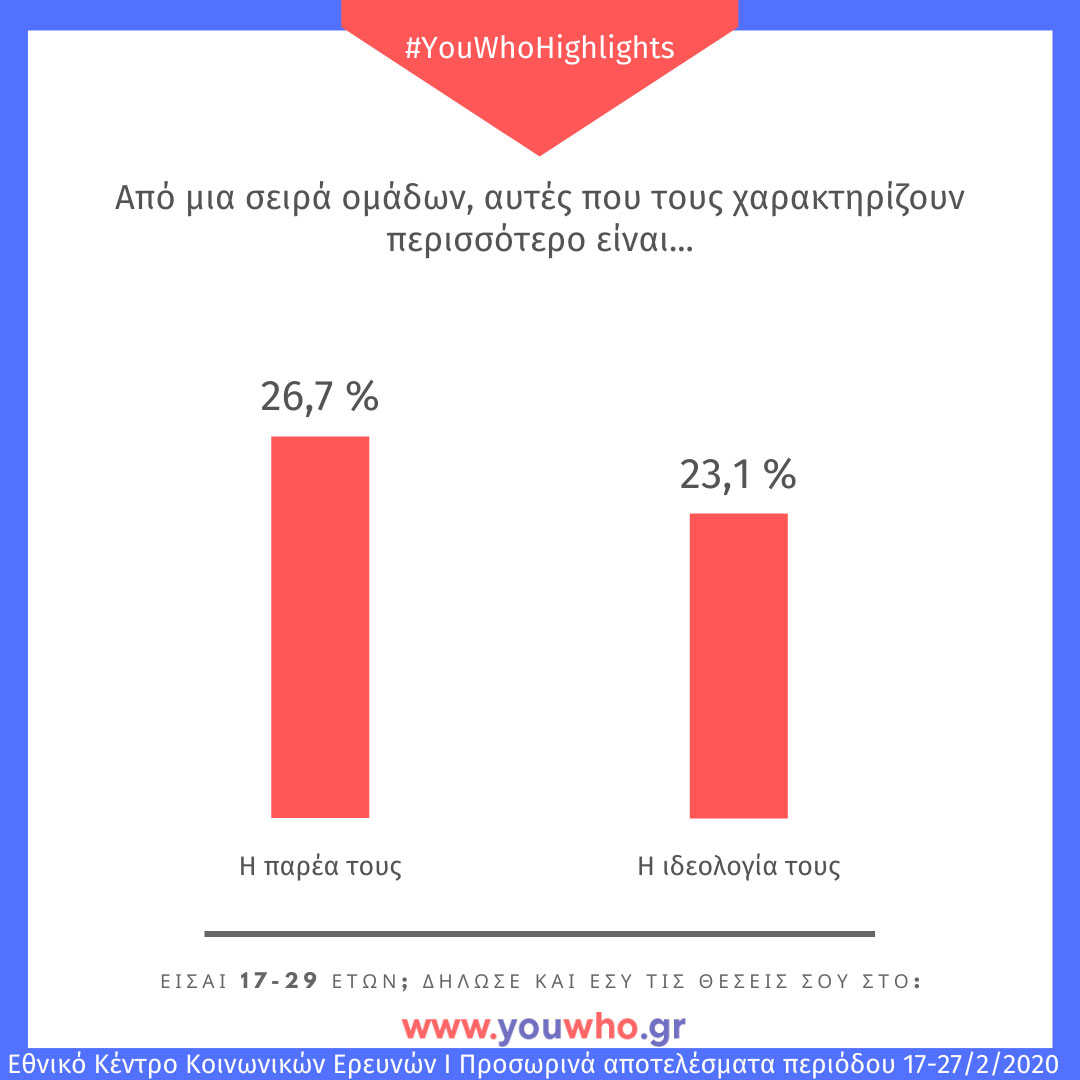 #YouWhoHighlights
Από μια σειρά ομάδων, αυτές που τους χαρακτηρίζουν
περισσότερο είναι...
26,7 %
23,1 %
Η παρέα τους
Η ιδεολογία τους
ΕΙΣΑΙ 17-29 ΕΤΩΝ; ΔΗΛΩΣΕ ΚΑΙ ΕΣΥ ΤΙΣ ΘΕΣΕΙΣ ΣΟΥ ΣΤΟ:
www.youwho.gr
Εθνικό Κέντρο Κοινωνικών Ερευνών Ι Προσωρινά αποτελέσματα περιόδου 17-27/2/2020